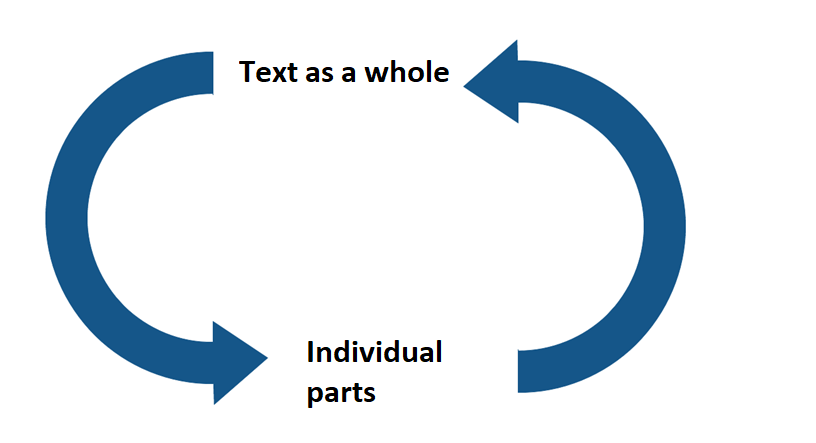 Text as a whole
Individual
parts